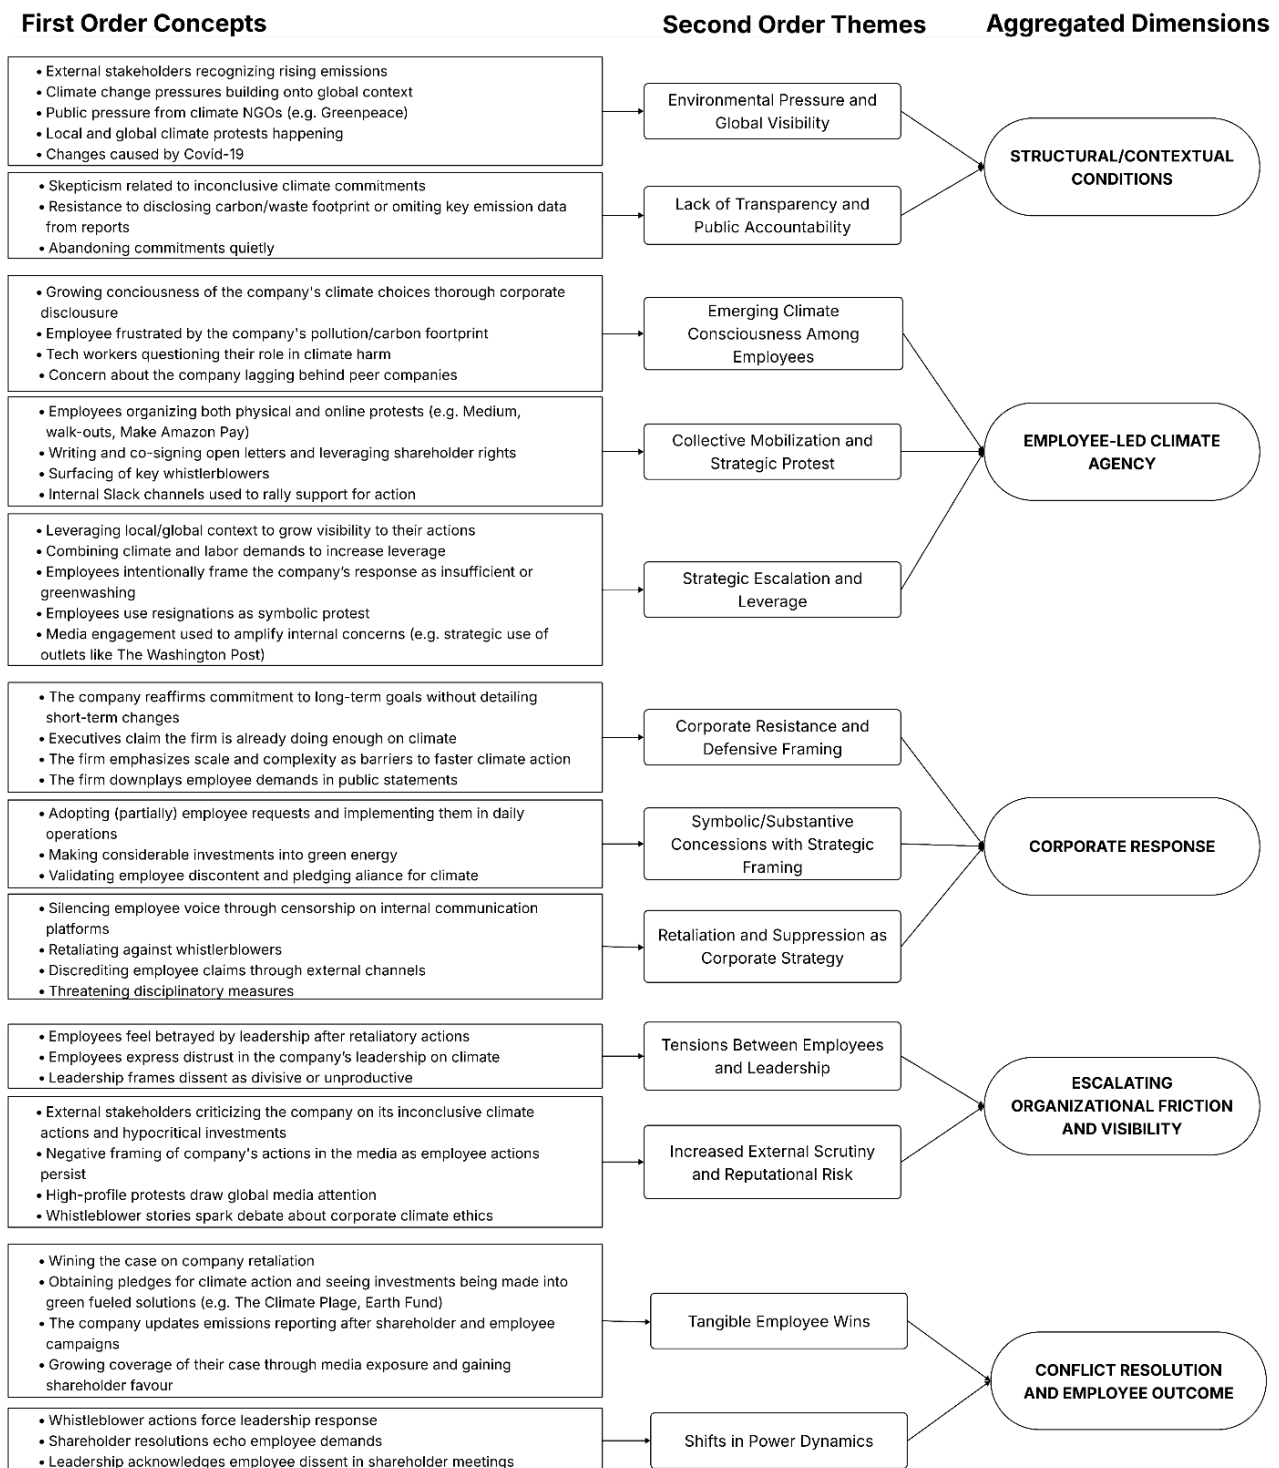 First Order Concepts
Second Order Themes
Aggregated Dimensions
• External stakeholders recognizing rising emissions
• Climate change pressures building onto global context
• Public pressure from climate NGOs (e.g. Greenpeace)
• Local and global climate protests happening
• Changes caused by Covid-19
Environmental Pressure and
Global Visibility
• Skepticism related to inconclusive climate commitments
• Resistance to disclosing carbon/waste footprint or omiting key emission data
from reports
• Abandoning commitments quietly
Lack of Transparency and
Public Accountability
STRUCTURAL/CONTEXTUAL
CONDITIONS
• Growing conciousness of the company's climate choices thorough corporate
disclousure
• Employee frustrated by the company's pollution/carbon foortprint
• Tech workers questioning their role in climate harm
• Concern about the company lagging behind peer companies
Emerging Climate
Consciousness Among
Employees
• Employees organizing both physical and online protests (e.g. Medium,
walk-outs, Make Amazon Pay)
• Writing and co-signing open letters and leveraging shareholder rights
• Surfacing of key whistlerblowers
• Internal Slack channels used to rally support for action
Collective Mobilization and
Strategic Protest
• Leveraging local/global context to grow visibility to their actions
• Combining climate and labor demands to increase leverage
• Employees intentionally frame the company's response as insufficient or
greenwashing
• Employees use resignations as symbolic protest
• Media engagement used to amplify internal concerns (e.g. strategic use of
outlets like The Washington Post)
Strategic Escalation and
Leverage
EMPLOYEE-LED CLIMATE
AGENCY
• The company reaffirms commitment to long-term goals without detailing
short-term changes
• Executives claim the firm is already doing enough on climate
• The firm emphasizes scale and complexity as barriers to faster climate action
• The firm downplays employee demands in public statements
Corporate Resistance and
Defensive Framing
• Adopting (partially) employee requests and implementing them in daily
operations
• Making considerable investments into green energy
• Validating employee discontent and pledging aliance for climate
Symbolic/Substantive
Concessions with Strategic
Framing
• Silencing employee voice through censorship on internal communication
platforms
• Retaliating against whistlerblowers
• Discrediting employee claims through external channels
• Threatening disciplinary measures
Retaliation and Suppression as
Corporate Strategy
CORPORATE RESPONSE
• Employees feel betrayed by leadership after retaliatory actions
• Employees express distrust in the company's leadership on climate
• Leadership frames dissent as divisive or unproductive
Tensions Between Employees
and Leadership
• External stakeholders criticizing the company on its inconclusive climate
actions and hypocritical investments
• Negative framing of company's actions in the media as employee actions
persist
• High-profile protests draw global media attention
• Whistleblower stories spark debate about corporate climate ethics
Increased External Scrutiny
and Reputational Risk
ESCALATING
ORGANIZATIONAL FRICTION
AND VISIBILITY
• Wining the case on company retaliation
• Obtaining pledges for climate action and seeing investments being made into
green fueled solutions (e.g. The Climate Plage, Earth Fund)
• The company updates emissions reporting after shareholder and employee
campaigns
• Growing coverage of their case through media exposure and gaining
shareholder favour
Tangible Employee Wins
• Whistleblower actions force leadership response
• Shareholder resolutions echo employee demands
• Leadership acknowledges employee dissent in shareholder meetings
Shifts in Power Dynamics
CONFLICT RESOLUTION
AND EMPLOYEE OUTCOME